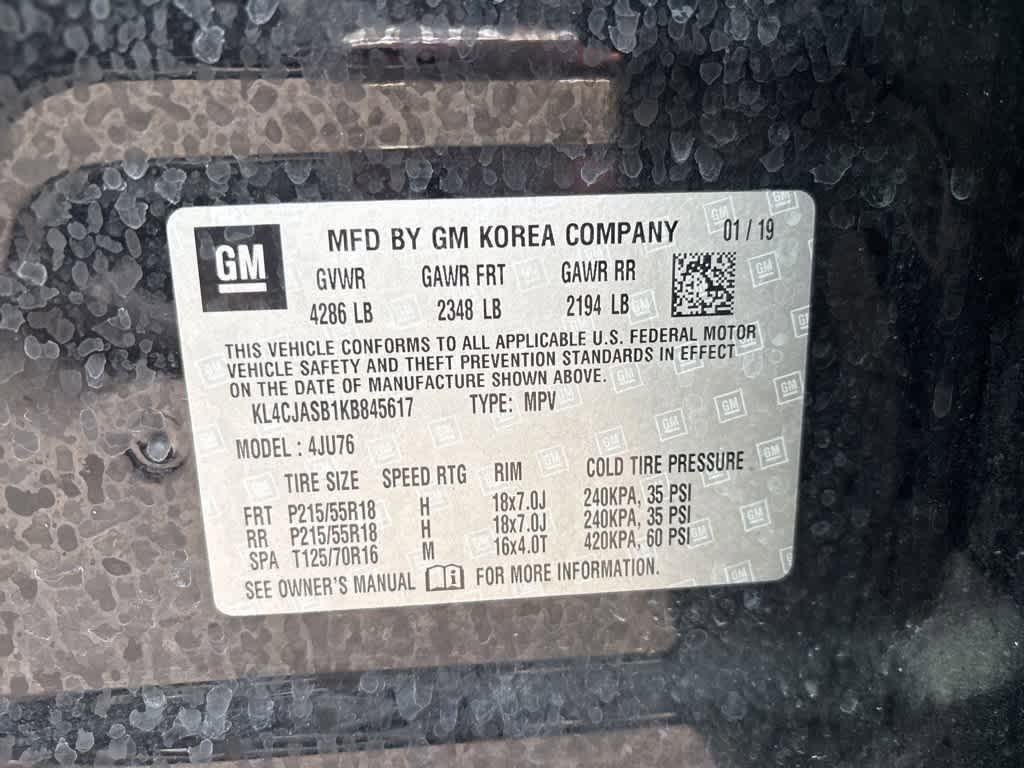 GM
MFD BY GM KOREA COMPANY 01 / 19
GVWR GAWR FRT GAWR RR
4286 LB 2348 LB 2194 LB
THIS VEHICLE CONFORMS TO ALL APPLICABLE U.S. FEDERAL MOTOR
VEHICLE SAFETY AND THEFT PREVENTION STANDARDS IN EFFECT
ON THE DATE OF MANUFACTURE SHOWN ABOVE.
KL4CJASB1KB845617 TYPE: MPV
MODEL : 4JU76
TIRE SIZE SPEED RTG RIM COLD TIRE PRESSURE
FRT P215/55R18 H 18x7.0J 240KPA, 35 PSI
RR P215/55R18 H 18x7.0J 240KPA, 35 PSI
SPA T125/70R16 M 16x4.0T 420KPA, 60 PSI
SEE OWNER'S MANUAL FOR MORE INFORMATION.